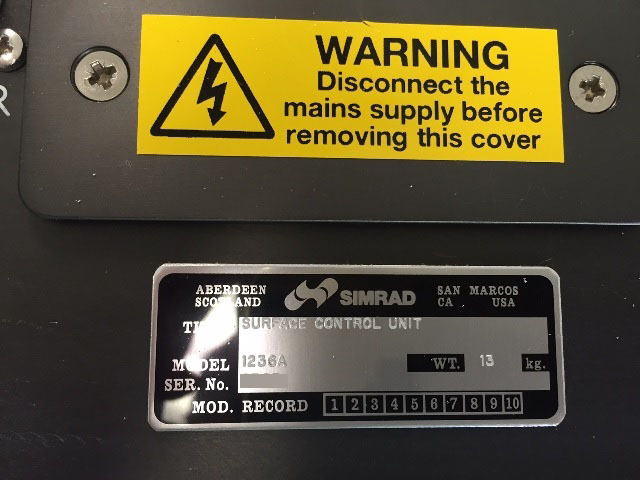 WARNING
Disconnect the
mains supply before
removing this cover
R
ABERDEEN SCOTLAND SIMRAD SAN MARCOS CA USA
SURFACE CONTROL UNIT
MODEL 1236A WT. 13 kg.
SER. No.
MOD. RECORD 1 2 3 4 5 6 7 8 9 10